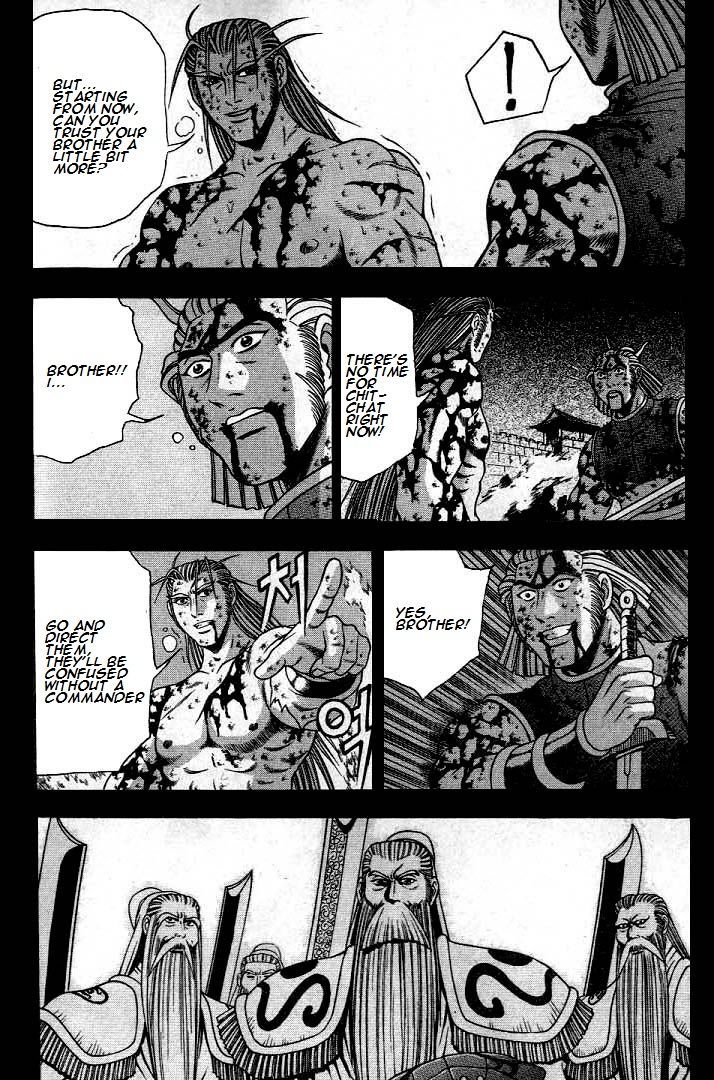 BUT...
STARTING
FROM NOW,
CAN YOU
TRUST YOUR
BROTHER A
LITTLE BIT
MORE?
!
BROTHER!!
I...
THERE'S
NO TIME
FOR
CHIT-
CHAT
RIGHT
NOW!
GO AND
DIRECT
THEM,
THEY'LL BE
CONFUSED
WITHOUT A
COMMANDER
척
YES,
BROTHER!